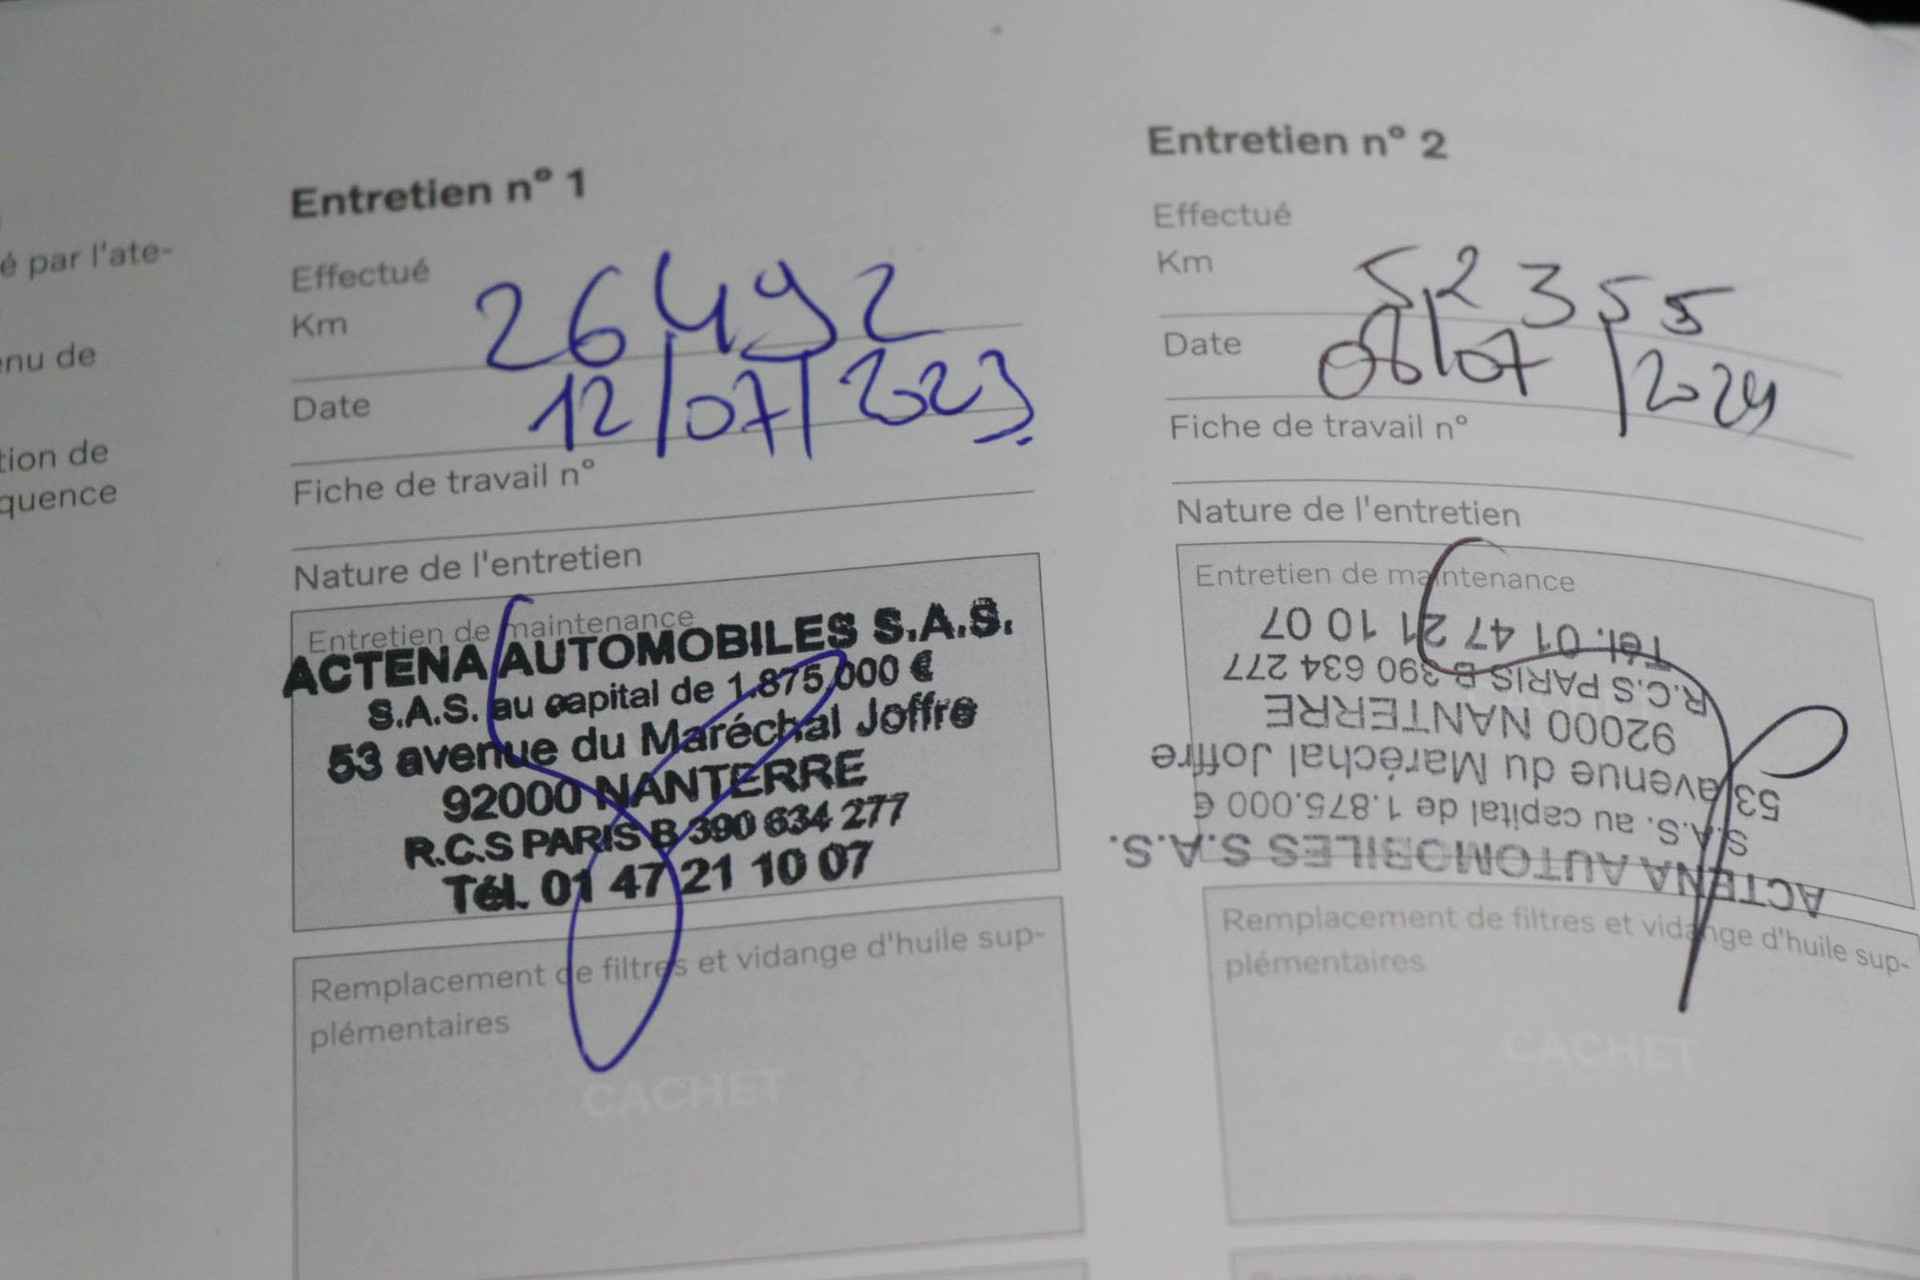 é par l'ate-
nu de
tion de
quence
Entretien n° 1
Effectué
Km 26492
Date 12/07/2023
Fiche de travail n°
Nature de l'entretien
Entretien de maintenance
ACTENA AUTOMOBILES S.A.S.
S.A.S. au capital de 1.875.000 €
53 avenue du Maréchal Joffre
92000 NANTERRE
R.C.S PARIS B 390 634 277
Tél. 01 47 21 10 07
Remplacement de filtres et vidange d'huile sup-
plémentaires
CACHET
Entretien n° 2
Effectué
Km 52355
Date 08/07/2024
Fiche de travail n°
Nature de l'entretien
Entretien de maintenance
ACTENA AUTOMOBILES S.A.S.
S.A.S. au capital de 1.875.000 €
53 avenue du Maréchal Joffre
92000 NANTERRE
R.C.S PARIS B 390 634 277
Tél. 01 47 21 10 07
Remplacement de filtres et vidange d'huile sup-
plémentaires
CACHET